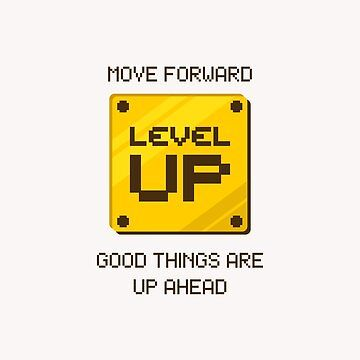 MOVE FORWARD
LEVEL
UP
GOOD THINGS ARE
UP AHEAD